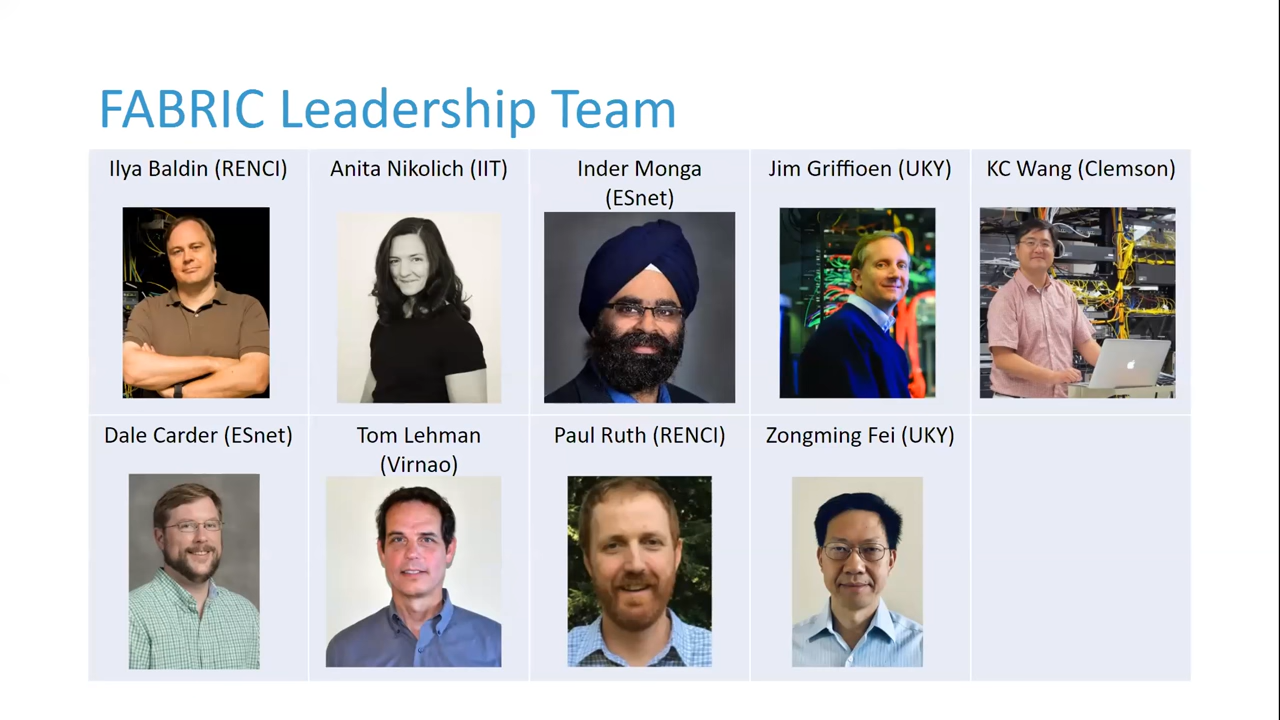 FABRIC Leadership Team
Ilya Baldin (RENCI)
Anita Nikolich (IIT)
Inder Monga
(ESnet)
Jim Griffioen (UKY)
KC Wang (Clemson)
Dale Carder (ESnet)
Tom Lehman
(Virnao)
Paul Ruth (RENCI)
Zongming Fei (UKY)